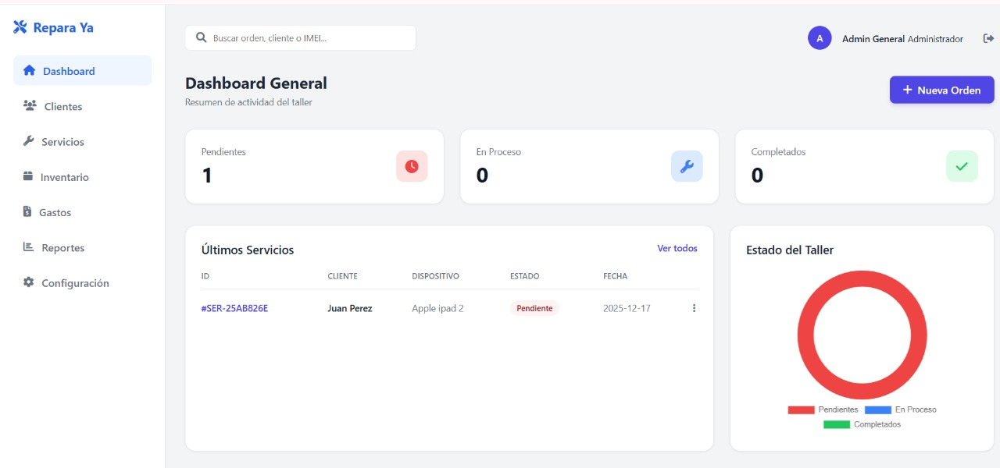 Repara Ya
Buscar orden, cliente o IMEI...
A
Admin General Administrador
Dashboard
Clientes
Servicios
Inventario
Gastos
Reportes
Configuración
Dashboard General
Resumen de actividad del taller
+ Nueva Orden
Pendientes
1
En Proceso
0
Completados
0
Últimos Servicios
Ver todos
ID CLIENTE DISPOSITIVO ESTADO FECHA
#SER-25AB826E Juan Perez Apple ipad 2 Pendiente 2025-12-17
Estado del Taller
Pendientes En Proceso
Completados